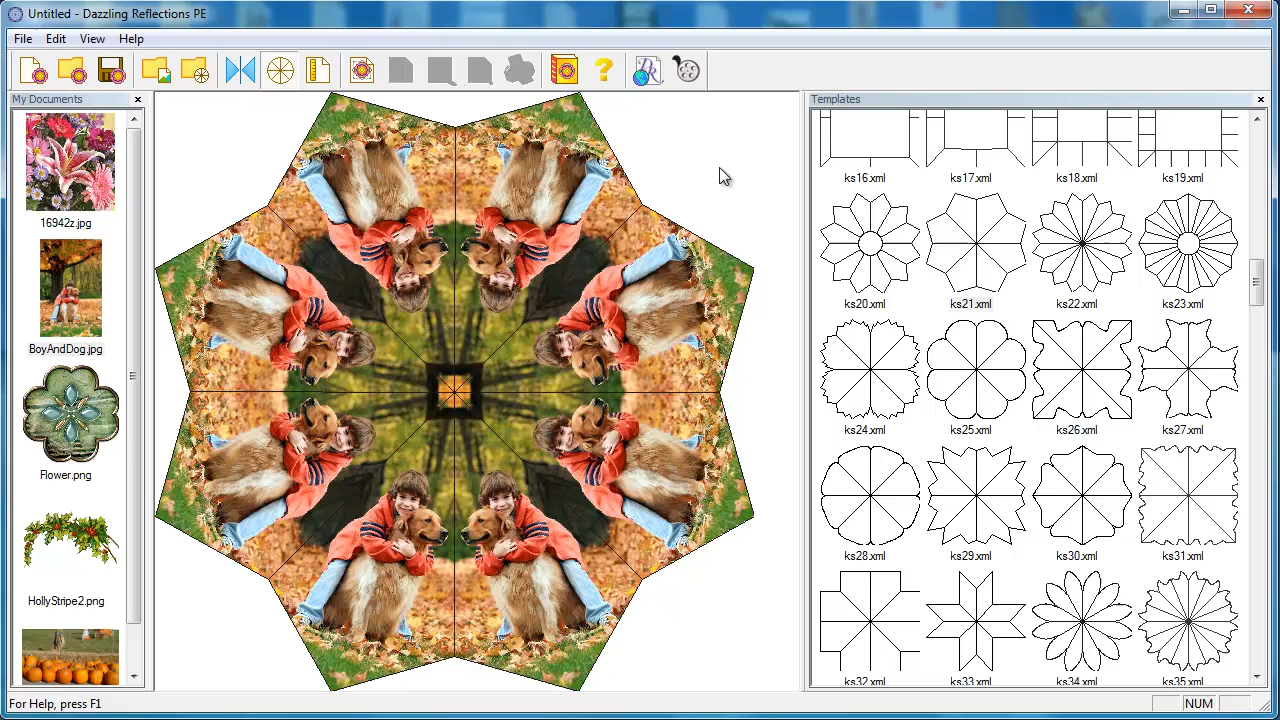 Untitled - Dazzling Reflections PE
File Edit View Help
My Documents
Templates
16942z.jpg
BoyAndDog.jpg
Flower.png
HollyStripe2.png
ks16.xml ks17.xml ks18.xml ks19.xml
ks20.xml ks21.xml ks22.xml ks23.xml
ks24.xml ks25.xml ks26.xml ks27.xml
ks28.xml ks29.xml ks30.xml ks31.xml
ks32.xml ks33.xml ks34.xml ks35.xml
For Help, press F1
NUM